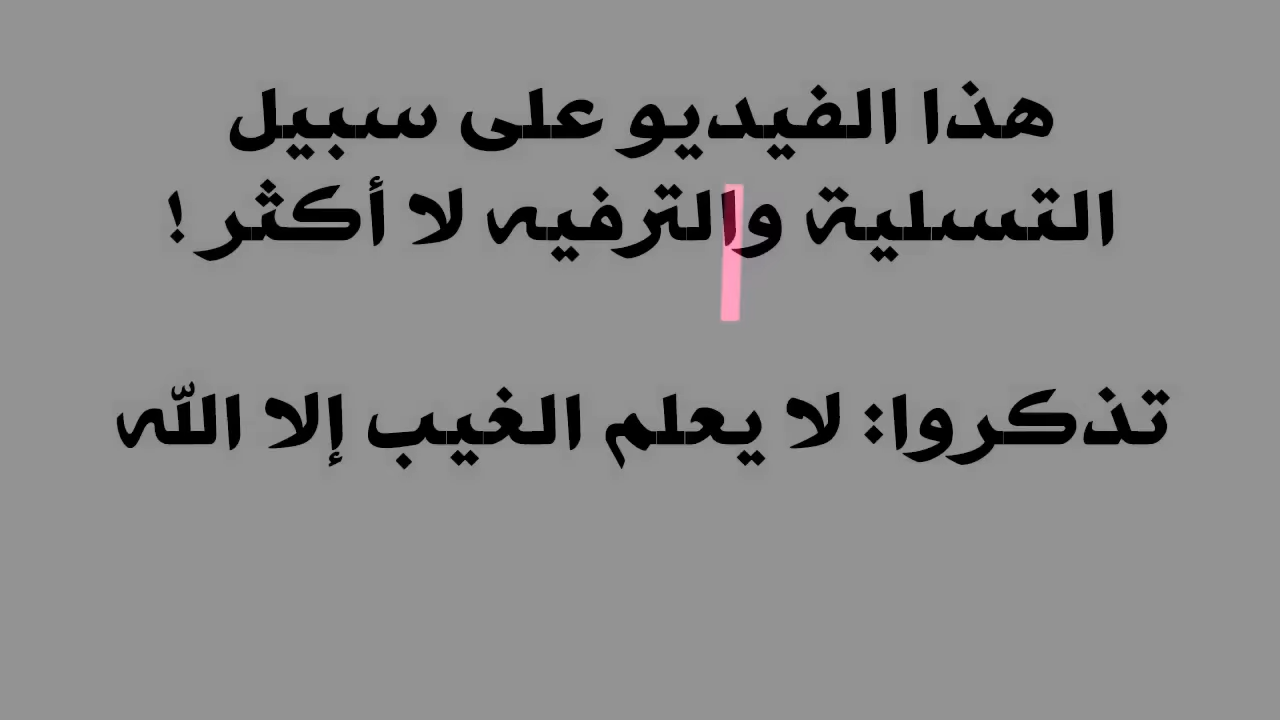 هذا الفيديو على سبيل
التسلية والترفيه لا أكثر !
تذكروا: لا يعلم الغيب إلا الله